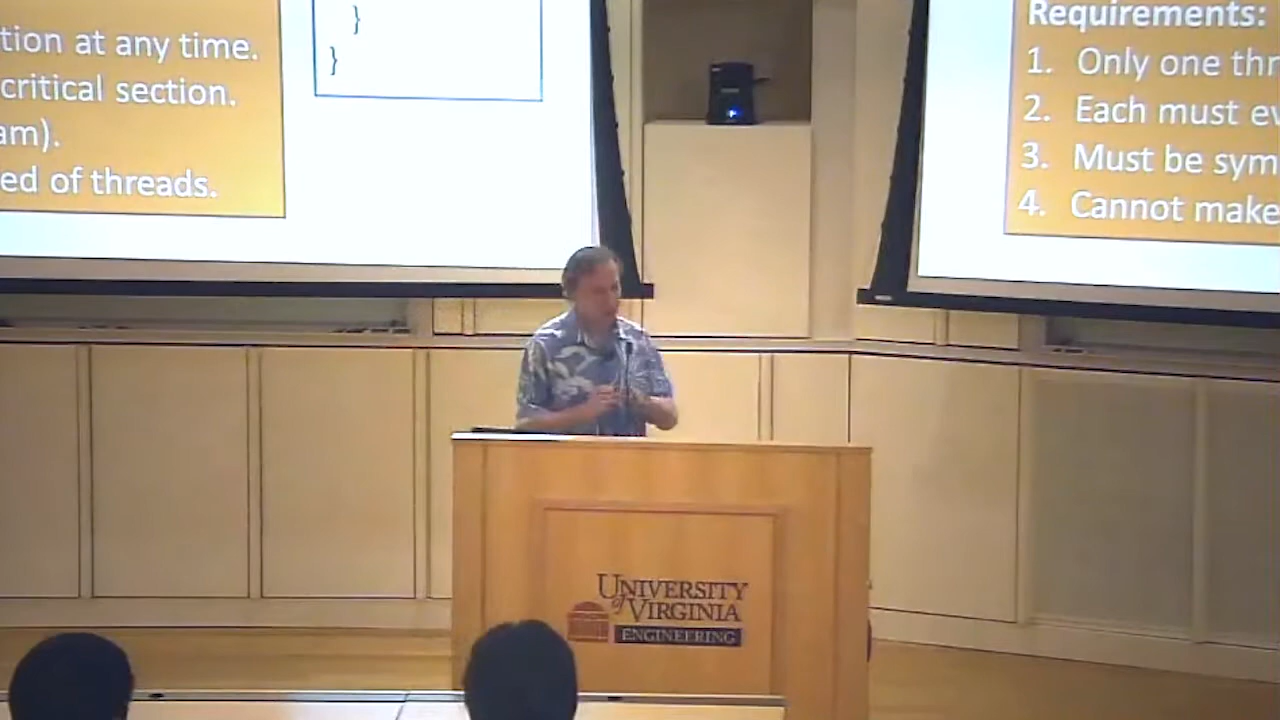 tion at any time.
critical section.
am).
ed of threads.
}
}
Requirements:
1. Only one thr
2. Each must ev
3. Must be sym
4. Cannot make
UNIVERSITY
of VIRGINIA
ENGINEERING